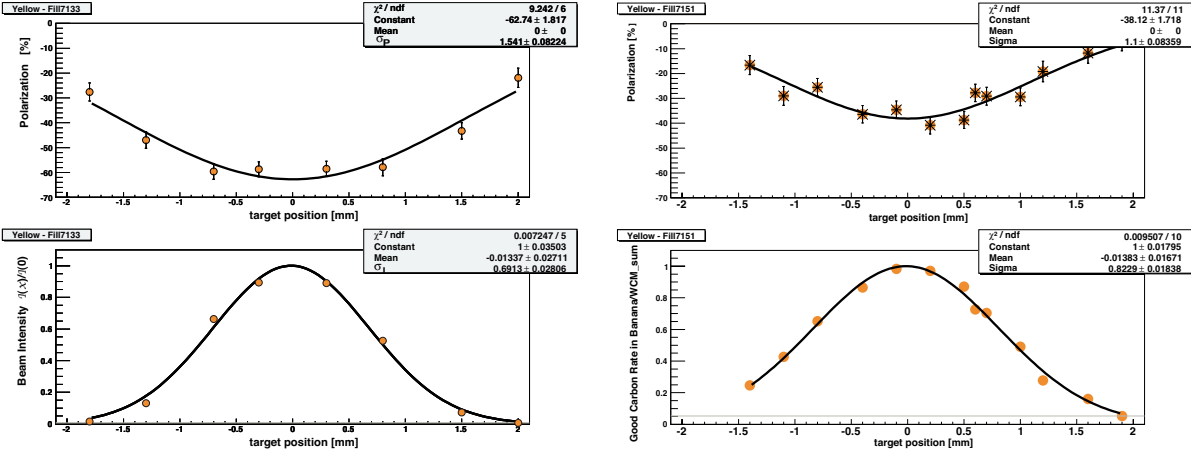 Yellow - Fill7133
χ² / ndf 9.242 / 6
Constant -62.74 ± 1.817
Mean 0 ± 0
σP 1.541 ± 0.08224
Polarization [%]
0
-10
-20
-30
-40
-50
-60
-70
-2 -1.5 -1 -0.5 0 0.5 1 1.5 2
target position [mm]
Yellow - Fill7151
χ² / ndf 11.37 / 11
Constant -38.12 ± 1.718
Mean 0 ± 0
Sigma 1.1 ± 0.08359
Polarization [%]
0
-10
-20
-30
-40
-50
-60
-70
-2 -1.5 -1 -0.5 0 0.5 1 1.5 2
target position [mm]
Yellow - Fill7133
χ² / ndf 0.007247 / 5
Constant 1 ± 0.03503
Mean -0.01337 ± 0.02711
0.6913 ± 0.02806
Beam Intensity I(x)/I(0)
1
0.8
0.6
0.4
0.2
0
-2 -1.5 -1 -0.5 0 0.5 1 1.5 2
target position [mm]
Yellow - Fill7151
χ² / ndf 0.009507 / 10
Constant 1 ± 0.01795
Mean -0.01383 ± 0.01671
Sigma 0.8229 ± 0.01838
Good Carbon Rate in Banana/WCM_sum
1
0.8
0.6
0.4
0.2
0
-2 -1.5 -1 -0.5 0 0.5 1 1.5 2
target position [mm]